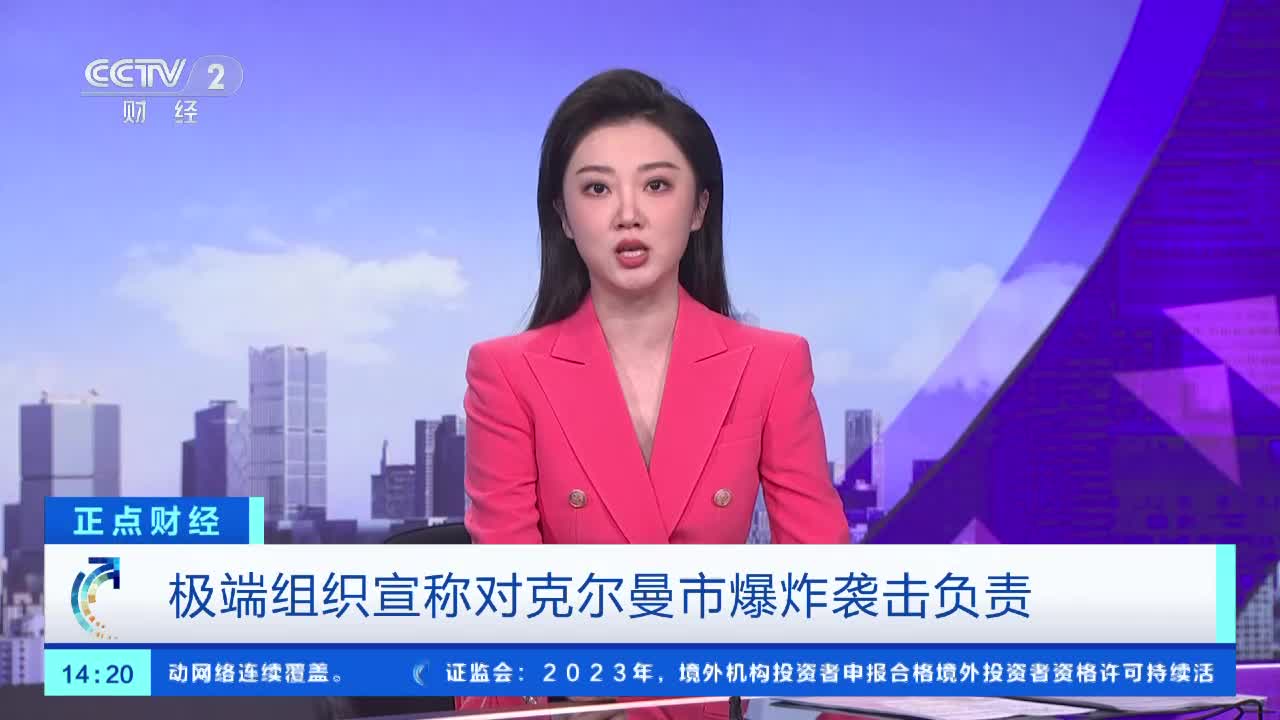 CCTV 2
财经
正点财经
极端组织宣称对克尔曼市爆炸袭击负责
14:20 动网络连续覆盖。 证监会：2023年，境外机构投资者申报合格境外投资者资格许可持续活